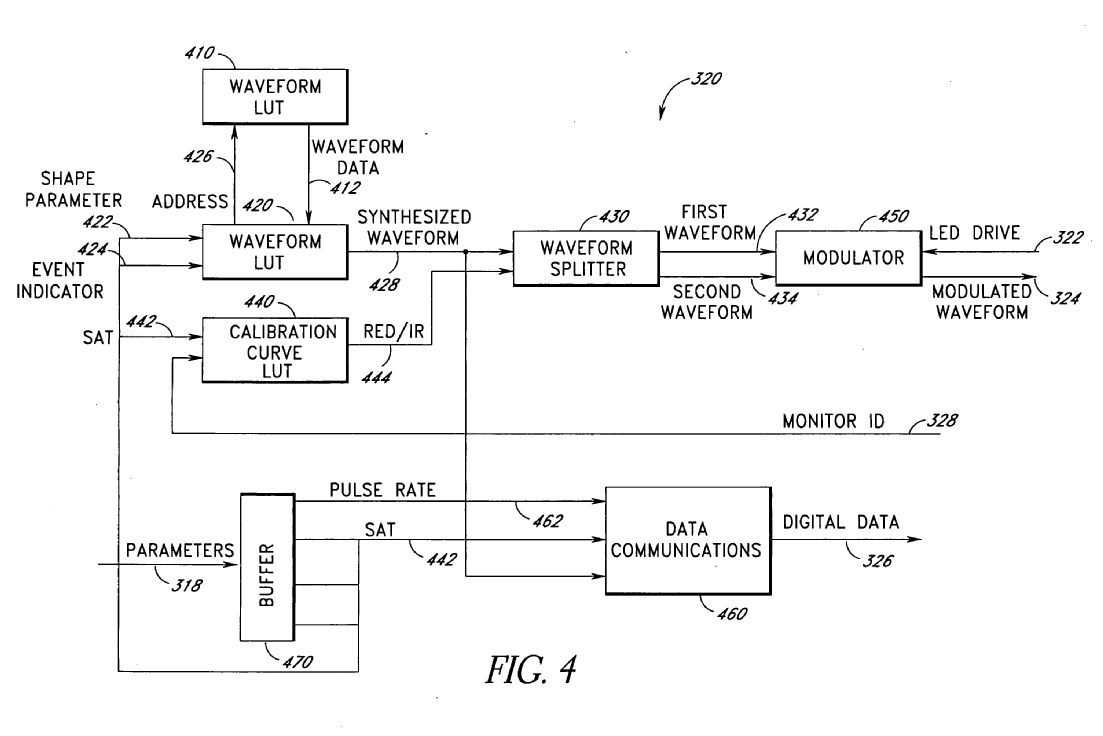 410
WAVEFORM
LUT
320
426
WAVEFORM
DATA
412
SHAPE
PARAMETER
422
ADDRESS
420
WAVEFORM
LUT
SYNTHESIZED
WAVEFORM
428
430
WAVEFORM
SPLITTER
FIRST
WAVEFORM
432
450
MODULATOR
LED DRIVE
322
424
EVENT
INDICATOR
SECOND
WAVEFORM
434
MODULATED
WAVEFORM
324
SAT
442
440
CALIBRATION
CURVE
LUT
RED/IR
444
MONITOR ID
328
PULSE RATE
462
SAT
442
PARAMETERS
318
BUFFER
470
DATA
COMMUNICATIONS
460
DIGITAL DATA
326
FIG. 4